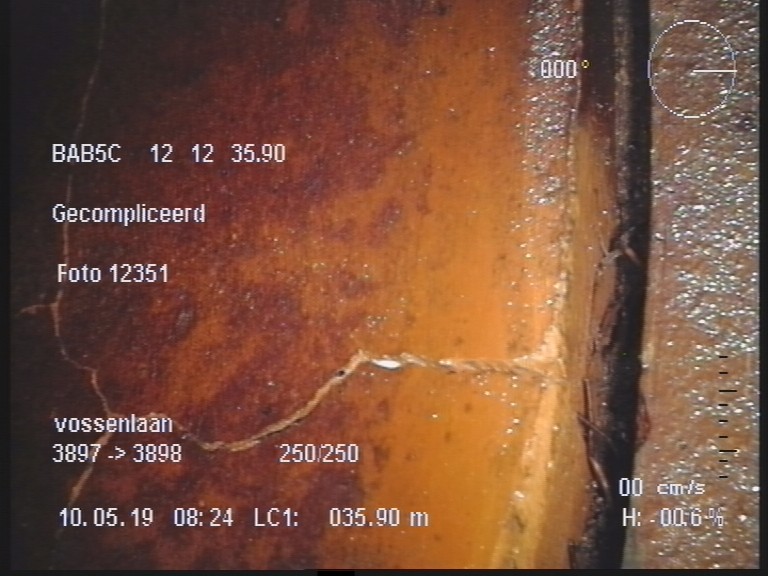 000°
BAB5C 12 12 35.90
Gecompliceerd
Foto 12351
vossenlaan
3897 -> 3898 250/250
00 cm/s
10.05.19 08:24 LC1: 035.90 m H: -00.6 %